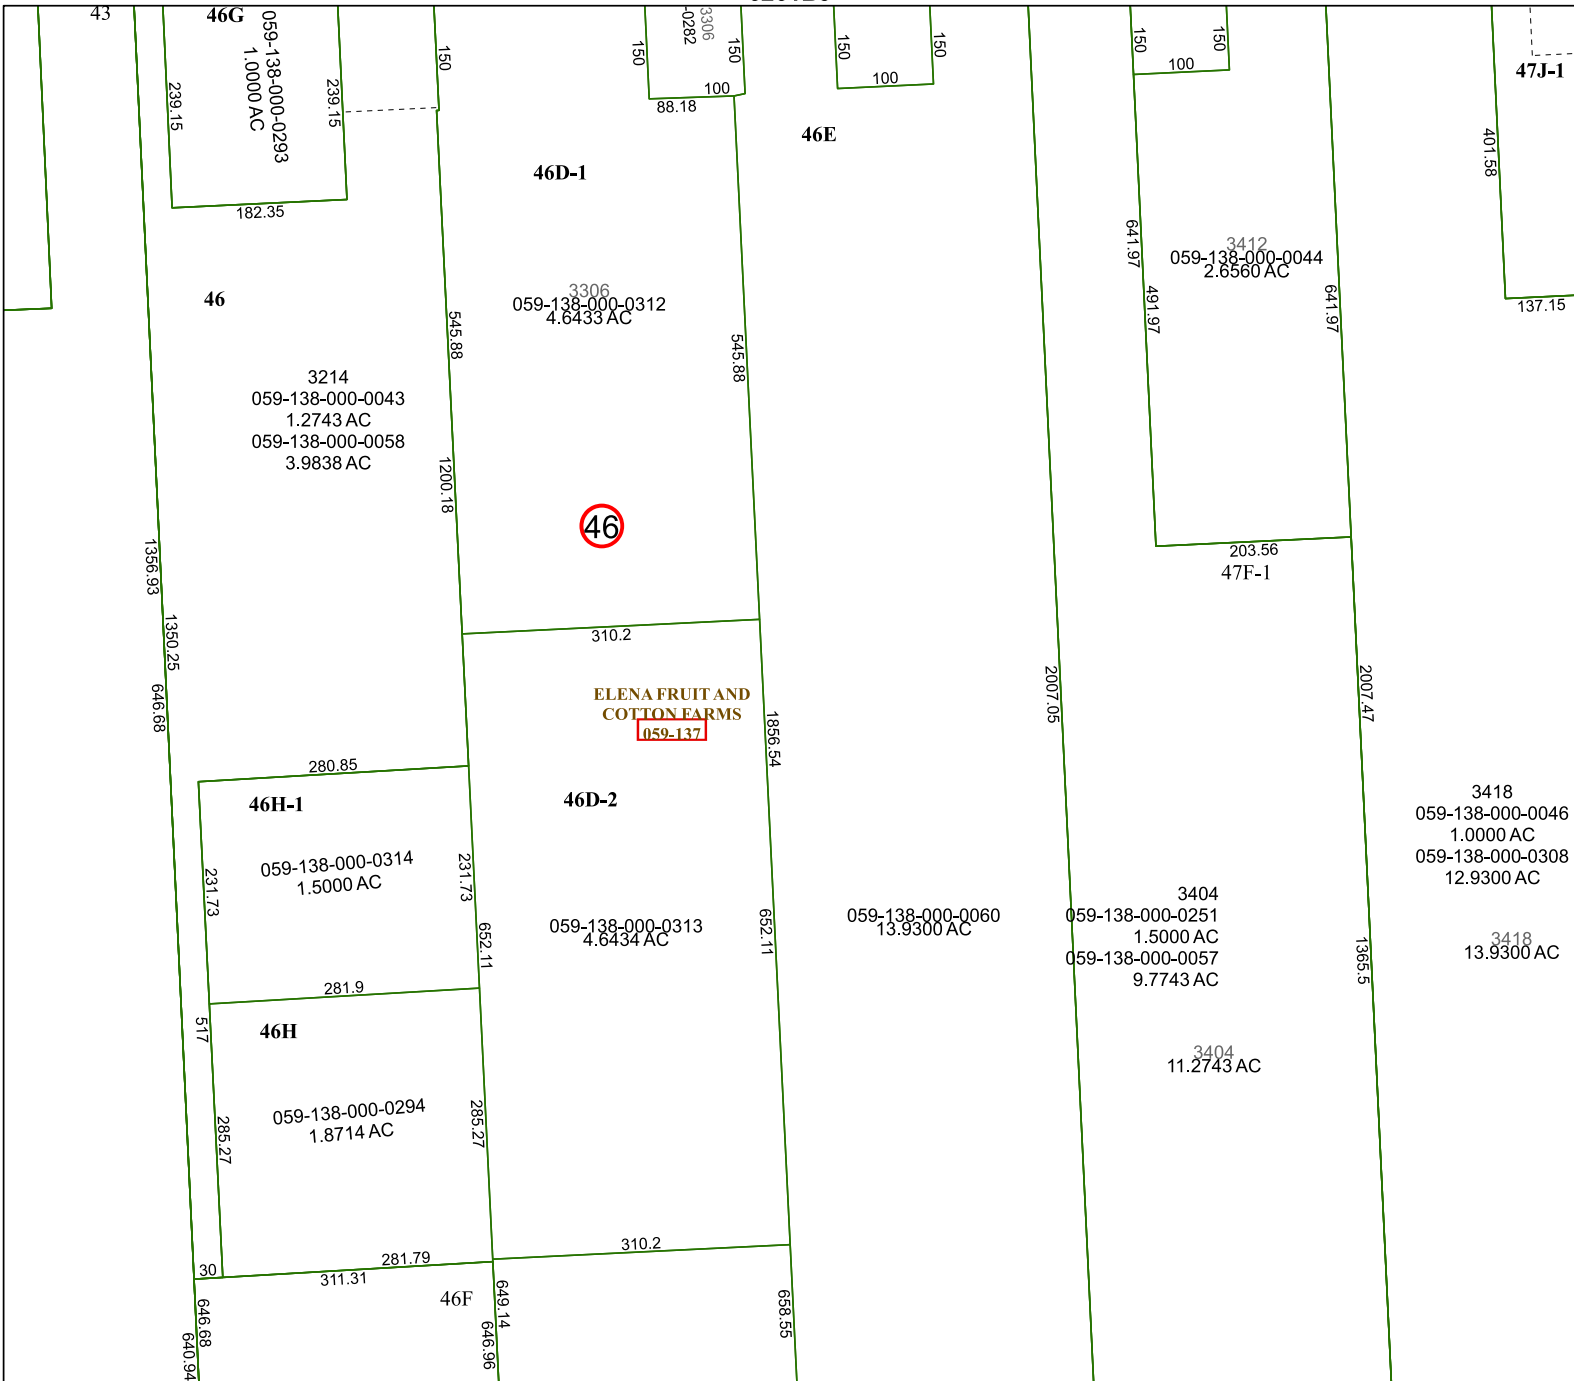 43
46G
059-138-000-0293
1.0000 AC
239.15
239.15
182.35
150
150
3306
-0282
150
100
88.18
150
100
150
150
100
150
47J-1
401.58
137.15
46D-1
46E
46
3306
059-138-000-0312
4.6433 AC
545.88
545.88
641.97
491.97
3412
059-138-000-0044
2.6560 AC
641.97
203.56
47F-1
3214
059-138-000-0043
1.2743 AC
059-138-000-0058
3.9838 AC
1200.18
46
1356.93
1350.25
646.68
310.2
ELENA FRUIT AND
COTTON FARMS
059-137
1856.54
2007.05
2007.47
280.85
46H-1
059-138-000-0314
1.5000 AC
231.73
231.73
652.11
46D-2
059-138-000-0313
4.6434 AC
652.11
059-138-000-0060
13.9300 AC
3404
059-138-000-0251
1.5000 AC
059-138-000-0057
9.7743 AC
3404
11.2743 AC
1365.5
3418
059-138-000-0046
1.0000 AC
059-138-000-0308
12.9300 AC
3418
13.9300 AC
281.9
517
46H
059-138-000-0294
1.8714 AC
285.27
285.27
30
281.79
311.31
310.2
46F
646.68
640.94
649.14
646.96
658.55